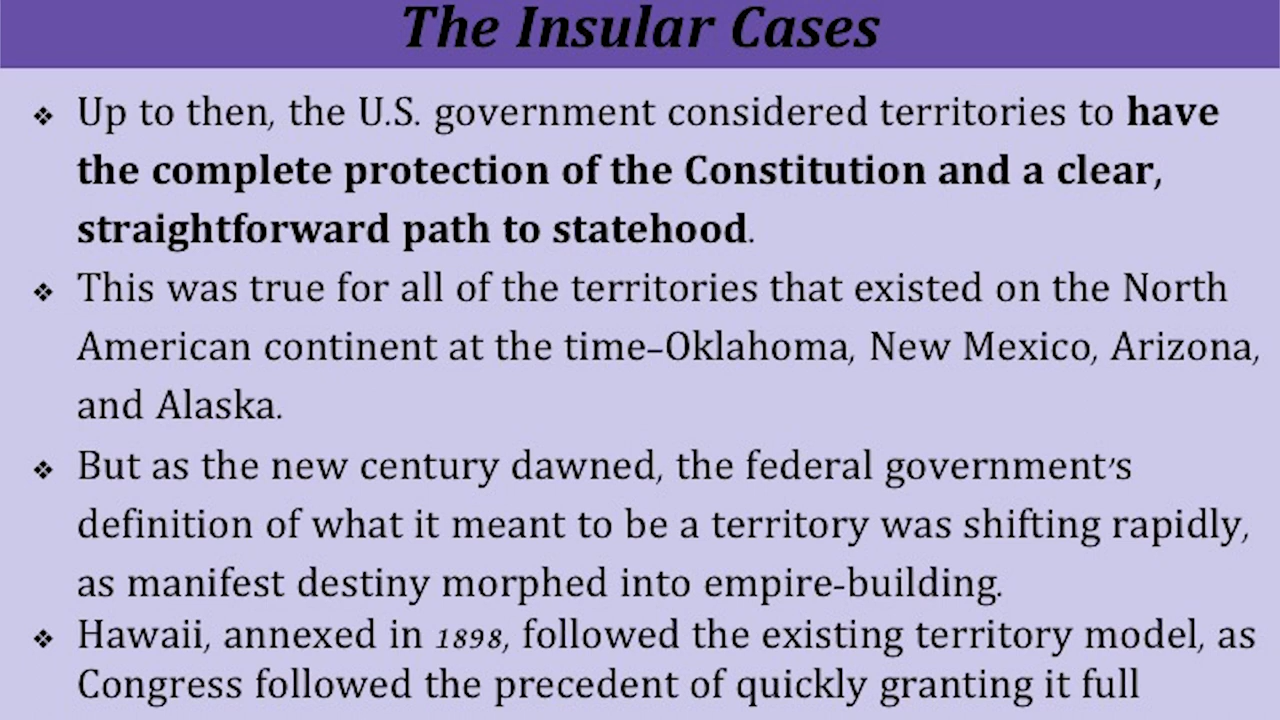 The Insular Cases
❖ Up to then, the U.S. government considered territories to have
the complete protection of the Constitution and a clear,
straightforward path to statehood.
❖ This was true for all of the territories that existed on the North
American continent at the time–Oklahoma, New Mexico, Arizona,
and Alaska.
❖ But as the new century dawned, the federal government’s
definition of what it meant to be a territory was shifting rapidly,
as manifest destiny morphed into empire-building.
❖ Hawaii, annexed in 1898, followed the existing territory model, as
Congress followed the precedent of quickly granting it full